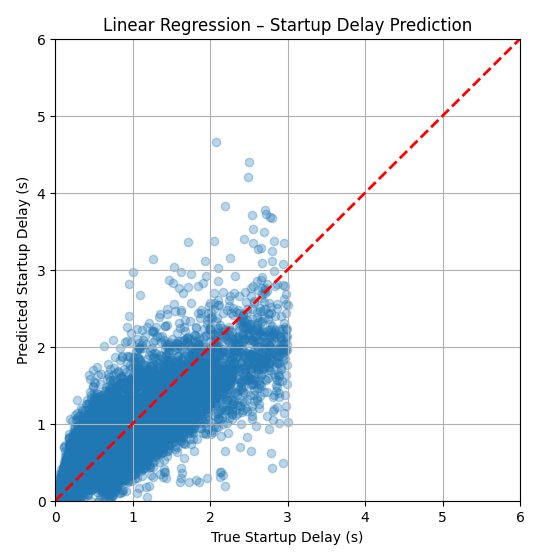 Linear Regression – Startup Delay Prediction
6
5
4
3
2
1
0
Predicted Startup Delay (s)
0 1 2 3 4 5 6
True Startup Delay (s)